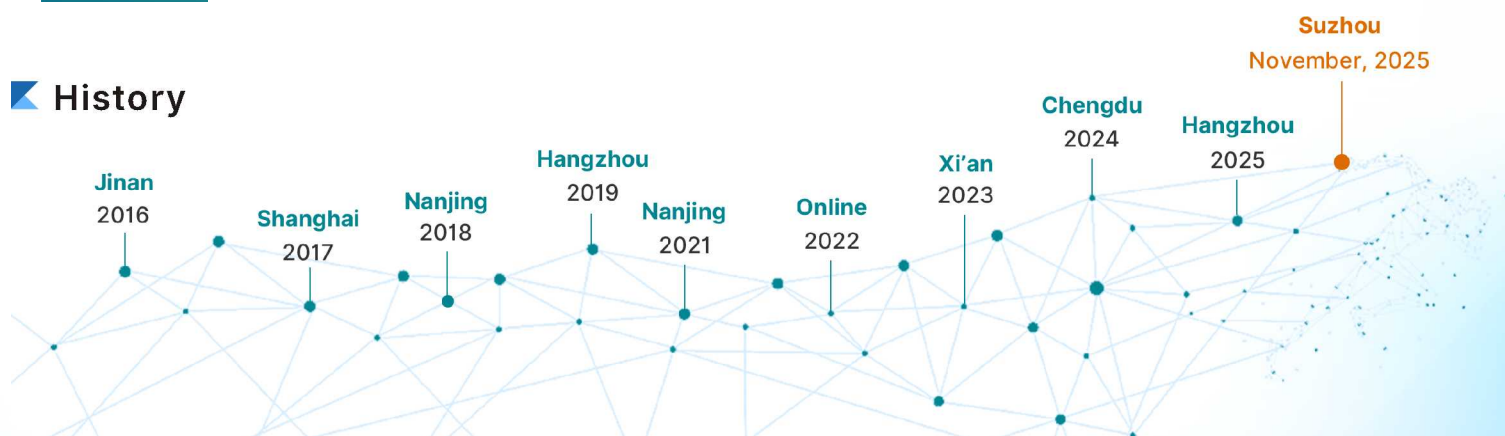 History
Jinan
2016
Shanghai
2017
Nanjing
2018
Hangzhou
2019
Nanjing
2021
Online
2022
Xi’an
2023
Chengdu
2024
Hangzhou
2025
Suzhou
November, 2025